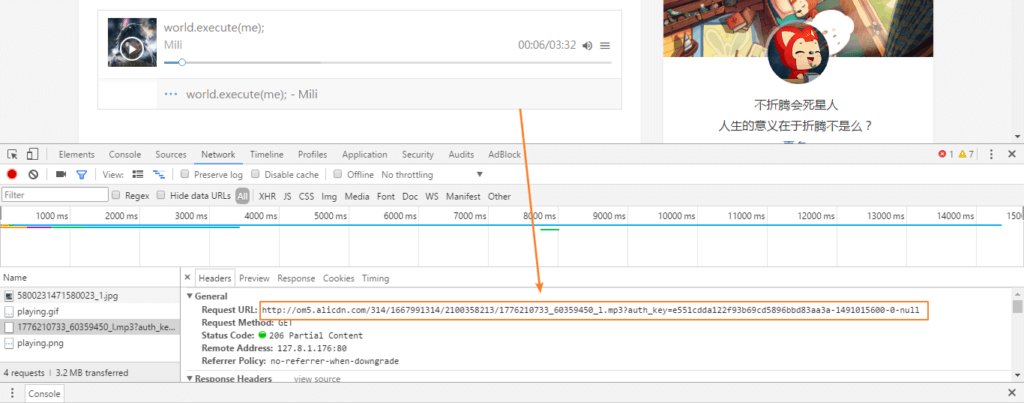 world.execute(me);
Mili
00:06/03:32
world.execute(me); - Mili
不折腾会死星人
人生的意义在于折腾不是么？
Elements Console Sources Network Timeline Profiles Application Security Audits AdBlock 1 7
View: Preserve log Disable cache Offline No throttling
Filter Regex Hide data URLs All XHR JS CSS Img Media Font Doc WS Manifest Other
1000 ms 2000 ms 3000 ms 4000 ms 5000 ms 6000 ms 7000 ms 8000 ms 9000 ms 10000 ms 11000 ms 12000 ms 13000 ms 14000 ms 150
Name
5800231471580023_1.jpg
playing.gif
1776210733_60359450_l.mp3?auth_ke...
playing.png
4 requests | 3.2 MB transferred
Headers Preview Response Cookies Timing
General
Request URL: http://om5.alicdn.com/314/1667991314/2100358213/1776210733_60359450_l.mp3?auth_key=e551cdda122f93b69cd5896bbd83aa3a-1491015600-0-null
Request Method: GET
Status Code: 206 Partial Content
Remote Address: 127.8.1.176:80
Referrer Policy: no-referrer-when-downgrade
Response Headers view source
Console